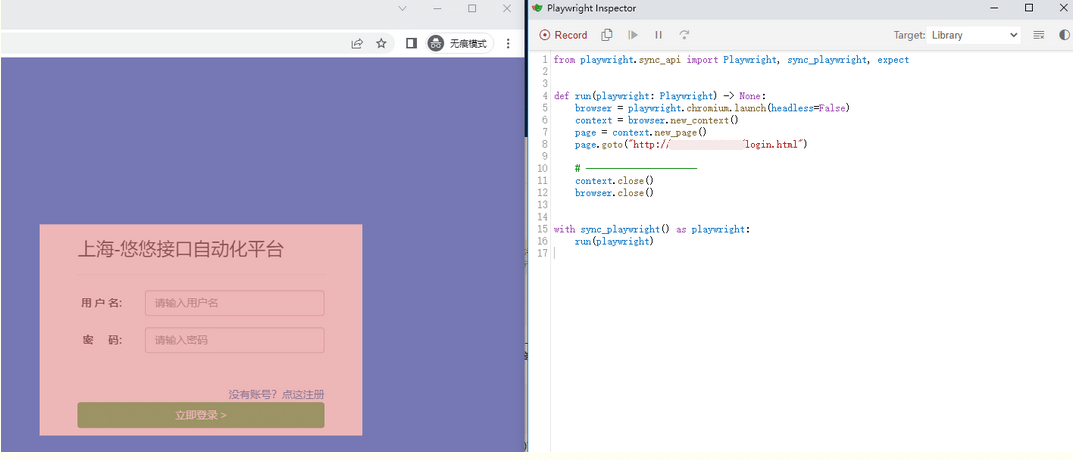 Playwright Inspector
Record
Target: Library
无痕模式
上海-悠悠接口自动化平台
用 户 名: 请输入用户名
密 码: 请输入密码
没有账号？点这注册
立即登录 >
1 from playwright.sync_api import Playwright, sync_playwright, expect
2
3
4 def run(playwright: Playwright) -> None:
5 browser = playwright.chromium.launch(headless=False)
6 context = browser.new_context()
7 page = context.new_page()
8 page.goto("http:// login.html")
9
10 # ---------------------
11 context.close()
12 browser.close()
13
14
15 with sync_playwright() as playwright:
16 run(playwright)
17